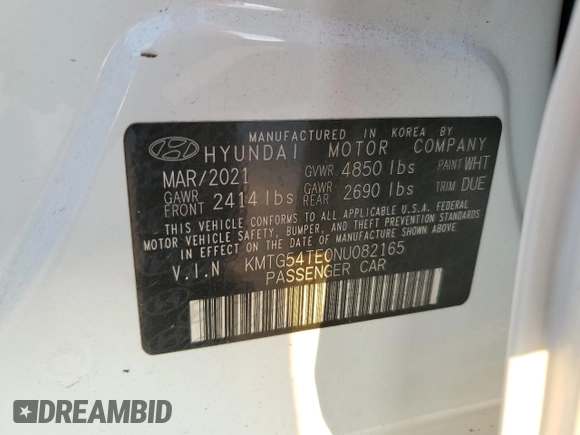 MANUFACTURED IN KOREA BY
HYUNDAI MOTOR COMPANY
MAR/2021 GVWR: 4850 lbs PAINT WHT
GAWR FRONT 2414 lbs GAWR: REAR 2690 lbs TRIM DUE
THIS VEHICLE CONFORMS TO ALL APPLICABLE U.S.A. FEDERAL
MOTOR VEHICLE SAFETY, BUMPER, AND THEFT PREVENTION STANDARDS
IN EFFECT ON THE DATE OF MANUFACTURE SHOWN ABOVE.
V.I.N KMTG54TE0NU082165
PASSENGER CAR
DREAMBID